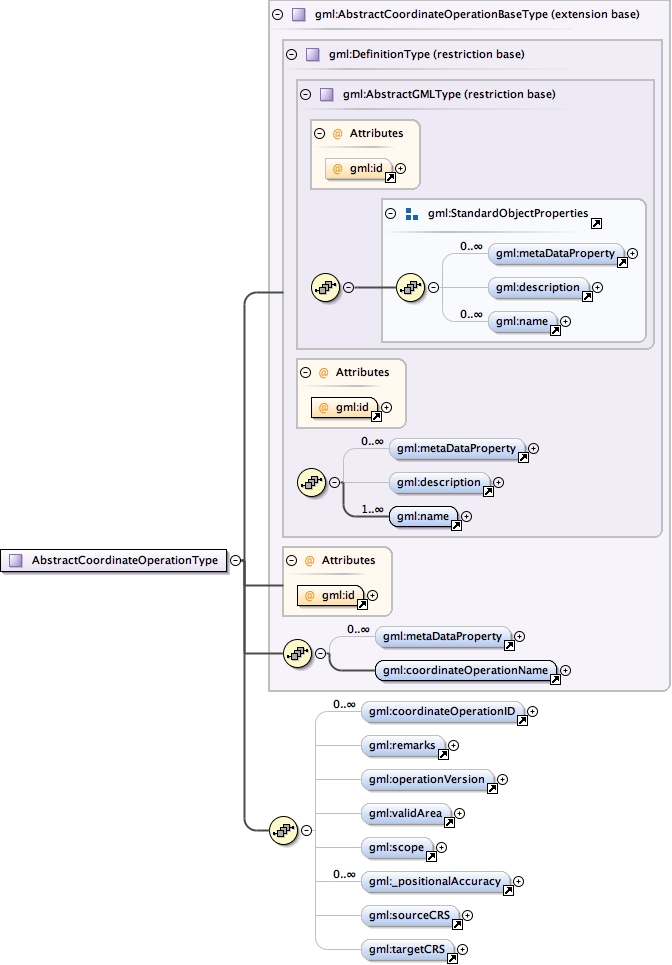 gml:AbstractCoordinateOperationBaseType (extension base)
gml:DefinitionType (restriction base)
gml:AbstractGMLType (restriction base)
@ Attributes
@ gml:id
gml:StandardObjectProperties
0..∞
gml:metaDataProperty
gml:description
0..∞
gml:name
@ Attributes
@ gml:id
0..∞
gml:metaDataProperty
gml:description
1..∞
gml:name
AbstractCoordinateOperationType
@ Attributes
@ gml:id
0..∞
gml:metaDataProperty
gml:coordinateOperationName
0..∞
gml:coordinateOperationID
gml:remarks
gml:operationVersion
gml:validArea
gml:scope
0..∞
gml:_positionalAccuracy
gml:sourceCRS
gml:targetCRS